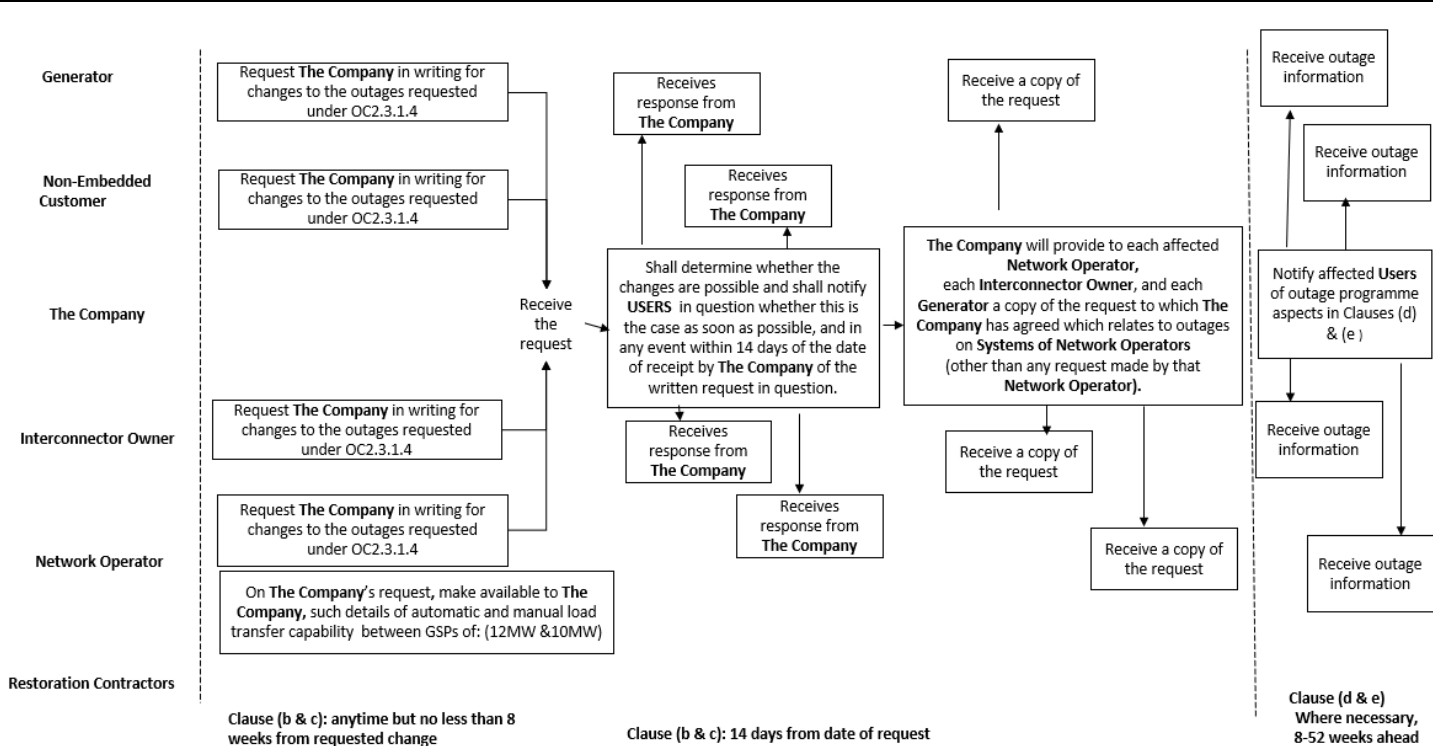 Generator
Non-Embedded
Customer
The Company
Interconnector Owner
Network Operator
Restoration Contractors
Request The Company in writing for
changes to the outages requested
under OC2.3.1.4
Request The Company in writing for
changes to the outages requested
under OC2.3.1.4
Receive
the
request
Request The Company in writing for
changes to the outages requested
under OC2.3.1.4
Request The Company in writing for
changes to the outages requested
under OC2.3.1.4
On The Company's request, make available to The
Company, such details of automatic and manual load
transfer capability between GSPs of: (12MW &10MW)
Clause (b & c): anytime but no less than 8
weeks from requested change
Receives
response from
The Company
Receives
response from
The Company
Shall determine whether the
changes are possible and shall notify
USERS in question whether this is
the case as soon as possible, and in
any event within 14 days of the date
of receipt by The Company of the
written request in question.
Receives
response from
The Company
Receives
response from
The Company
Clause (b & c): 14 days from date of request
Receive a copy of
the request
The Company will provide to each affected
Network Operator,
each Interconnector Owner, and each
Generator a copy of the request to which The
Company has agreed which relates to outages
on Systems of Network Operators
(other than any request made by that
Network Operator).
Receive a copy of
the request
Receive a copy of
the request
Receive outage
information
Receive outage
information
Notify affected Users
of outage programme
aspects in Clauses (d)
& (e )
Receive outage
information
Receive outage
information
Clause (d & e)
Where necessary,
8-52 weeks ahead